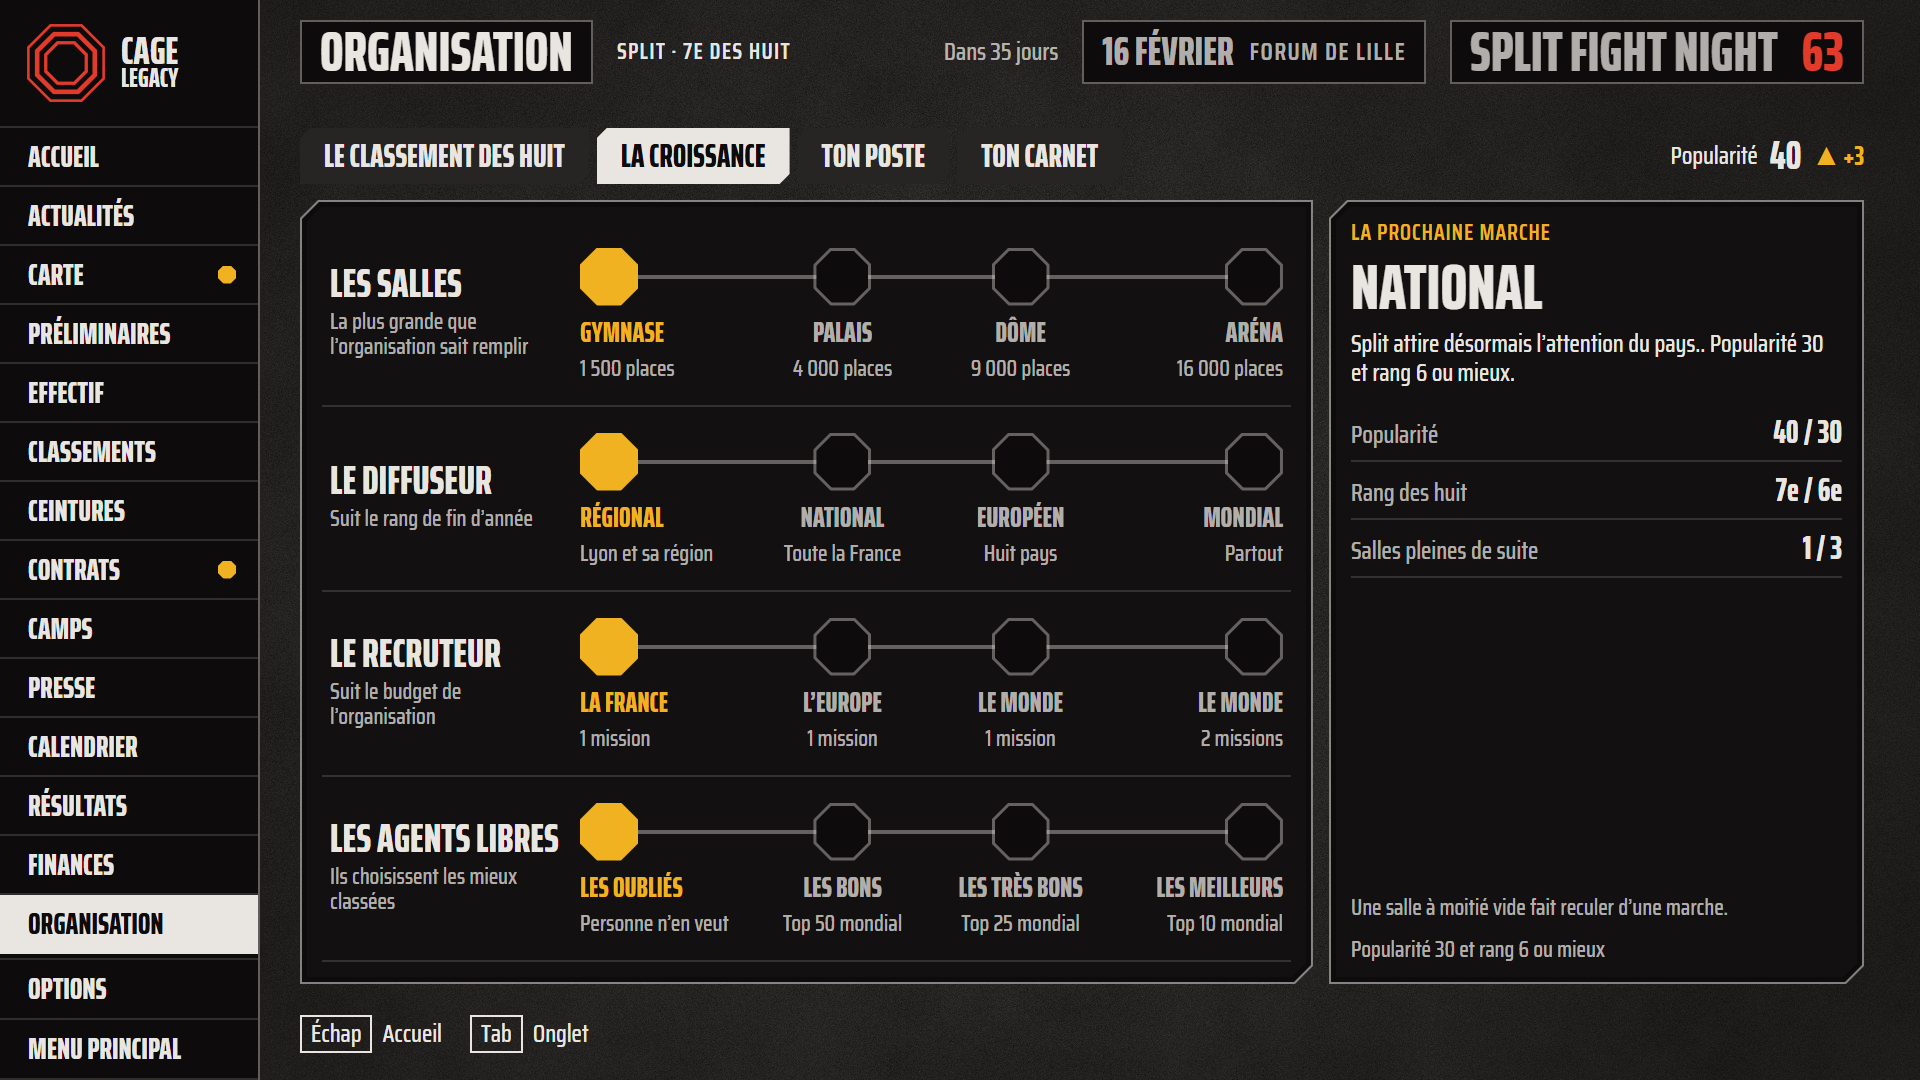 CAGE
LEGACY
ORGANISATION
SPLIT · 7E DES HUIT
Dans 35 jours
16 FÉVRIER FORUM DE LILLE
SPLIT FIGHT NIGHT 63
ACCUEIL
ACTUALITÉS
CARTE
PRÉLIMINAIRES
EFFECTIF
CLASSEMENTS
CEINTURES
CONTRATS
CAMPS
PRESSE
CALENDRIER
RÉSULTATS
FINANCES
ORGANISATION
OPTIONS
MENU PRINCIPAL
LE CLASSEMENT DES HUIT
LA CROISSANCE
TON POSTE
TON CARNET
Popularité 40 ▲ +3
LES SALLES
La plus grande que
l'organisation sait remplir
GYMNASE
1 500 places
PALAIS
4 000 places
DÔME
9 000 places
ARÉNA
16 000 places
LE DIFFUSEUR
Suit le rang de fin d'année
RÉGIONAL
Lyon et sa région
NATIONAL
Toute la France
EUROPÉEN
Huit pays
MONDIAL
Partout
LE RECRUTEUR
Suit le budget de
l'organisation
LA FRANCE
1 mission
L'EUROPE
1 mission
LE MONDE
1 mission
LE MONDE
2 missions
LES AGENTS LIBRES
Ils choisissent les mieux
classées
LES OUBLIÉS
Personne n'en veut
LES BONS
Top 50 mondial
LES TRÈS BONS
Top 25 mondial
LES MEILLEURS
Top 10 mondial
LA PROCHAINE MARCHE
NATIONAL
Split attire désormais l'attention du pays.. Popularité 30
et rang 6 ou mieux.
Popularité 40 / 30
Rang des huit 7e / 6e
Salles pleines de suite 1 / 3
Une salle à moitié vide fait reculer d'une marche.
Popularité 30 et rang 6 ou mieux
Échap Accueil
Tab Onglet